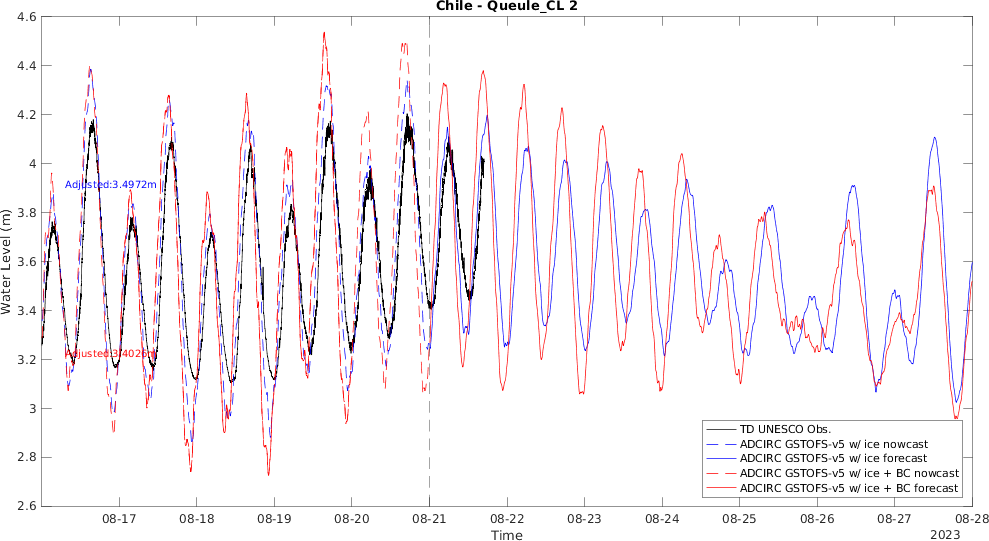 Chile - Queule_CL 2
4.6
4.4
4.2
4
3.8
3.6
3.4
3.2
3
2.8
2.6
Water Level (m)
Adjusted:3.4972m
Adjusted:3.4026m
TD UNESCO Obs.
ADCIRC GSTOFS-v5 w/ ice nowcast
ADCIRC GSTOFS-v5 w/ ice forecast
ADCIRC GSTOFS-v5 w/ ice + BC nowcast
ADCIRC GSTOFS-v5 w/ ice + BC forecast
08-17 08-18 08-19 08-20 08-21 08-22 08-23 08-24 08-25 08-26 08-27 08-28
Time
2023